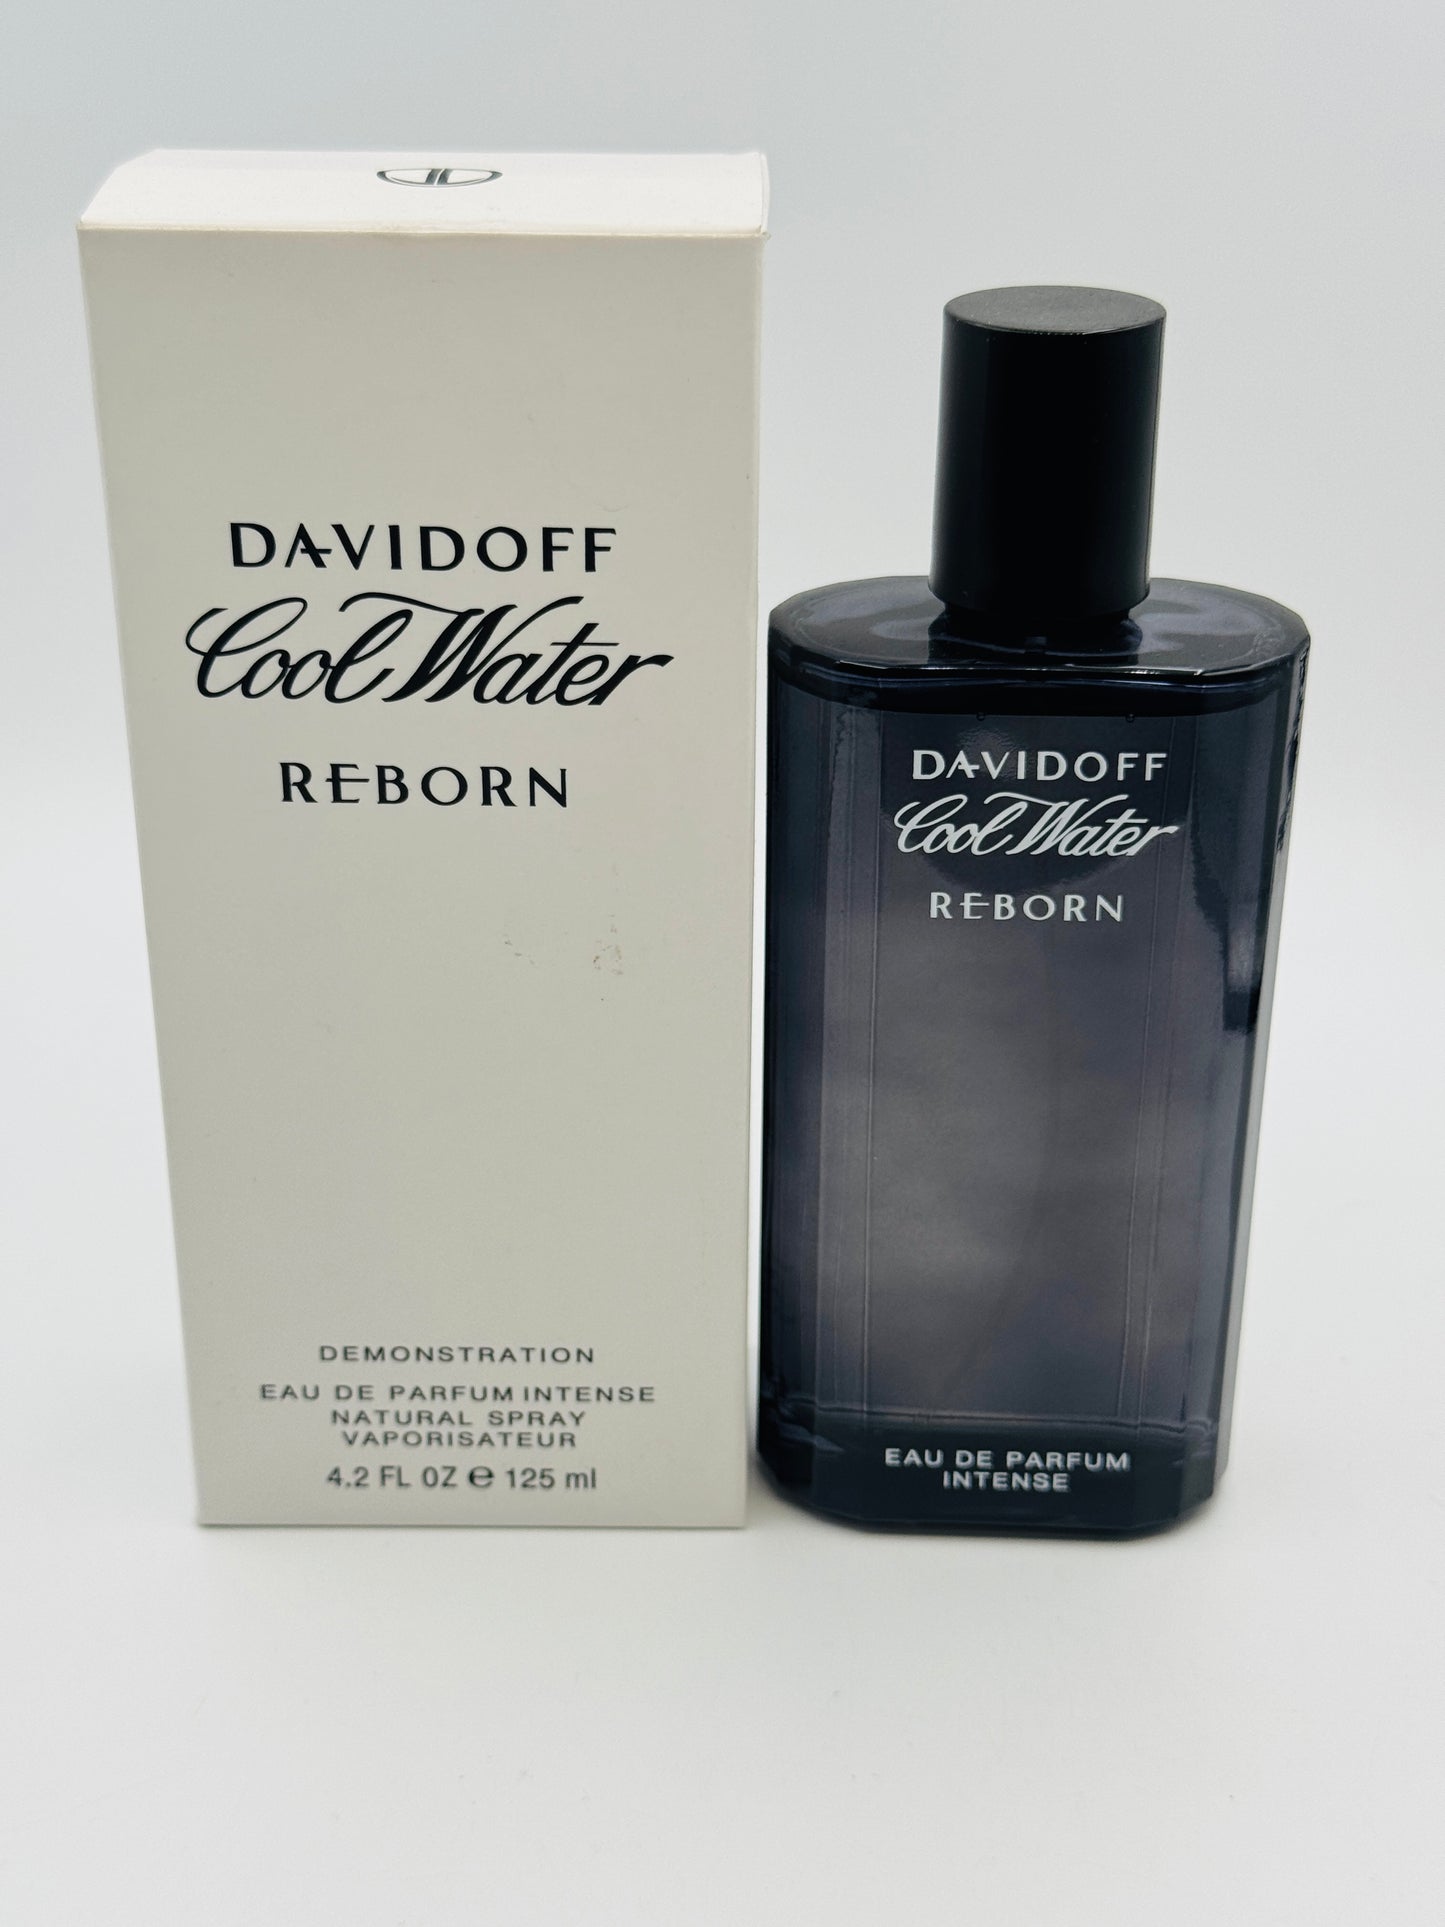 DAVIDOFF
Cool Water
REBORN
DEMONSTRATION
EAU DE PARFUM INTENSE
NATURAL SPRAY
VAPORISATEUR
4.2 FL OZ ℮ 125 ml
DAVIDOFF
Cool Water
REBORN
EAU DE PARFUM
INTENSE